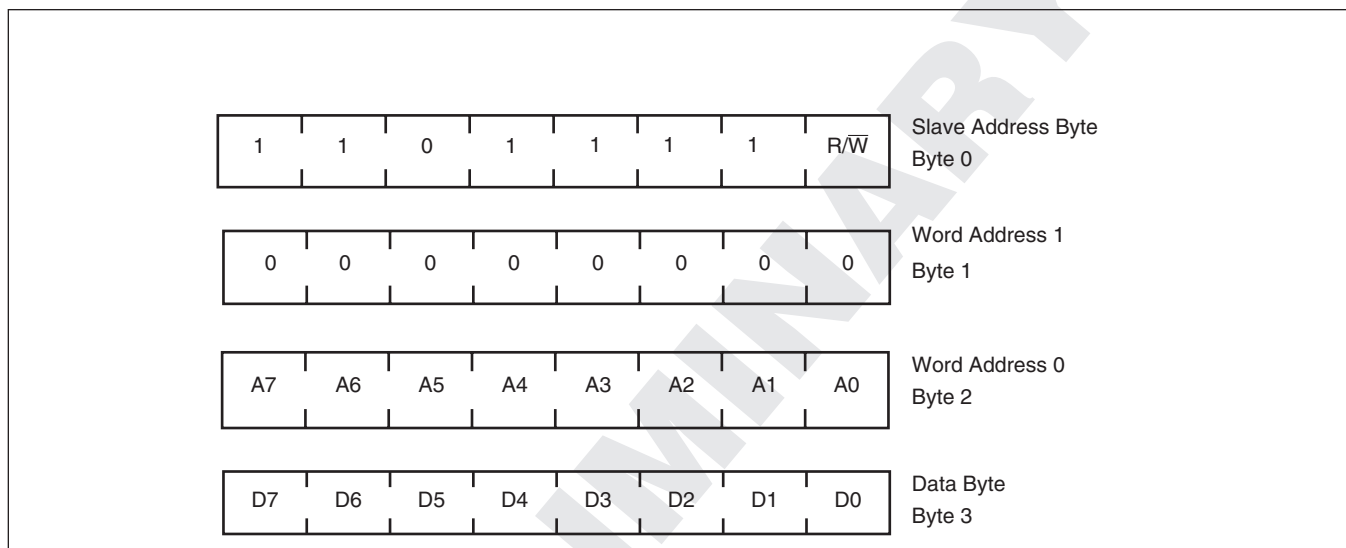 1 1 0 1 1 1 1 R/W̅
Slave Address Byte
Byte 0
0 0 0 0 0 0 0 0
Word Address 1
Byte 1
A7 A6 A5 A4 A3 A2 A1 A0
Word Address 0
Byte 2
D7 D6 D5 D4 D3 D2 D1 D0
Data Byte
Byte 3
IMINARY